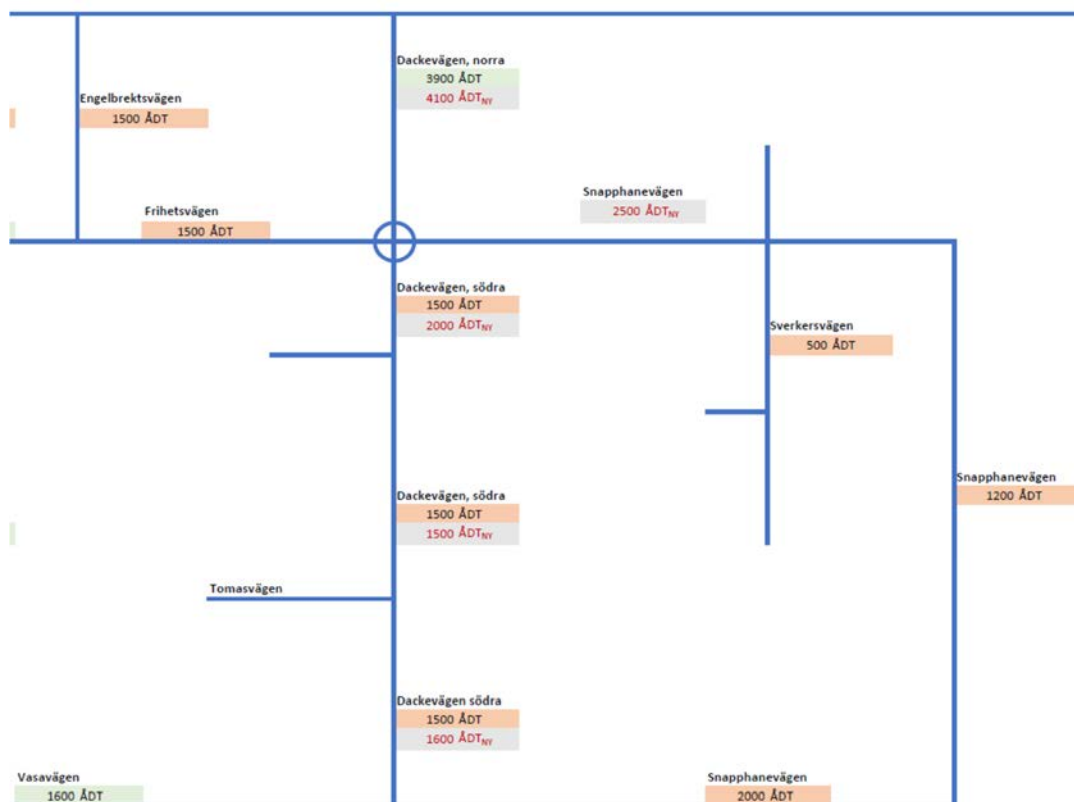 Dackevägen, norra
3900 ÅDT
4100 ÅDTNY
Engelbrektsvägen
1500 ÅDT
Snapphanevägen
2500 ÅDTNY
Frihetsvägen
1500 ÅDT
Dackevägen, södra
1500 ÅDT
2000 ÅDTNY
Sverkersvägen
500 ÅDT
Snapphanevägen
1200 ÅDT
Dackevägen, södra
1500 ÅDT
1500 ÅDTNY
Tomasvägen
Dackevägen södra
1500 ÅDT
1600 ÅDTNY
Vasavägen
1600 ÅDT
Snapphanevägen
2000 ÅDT